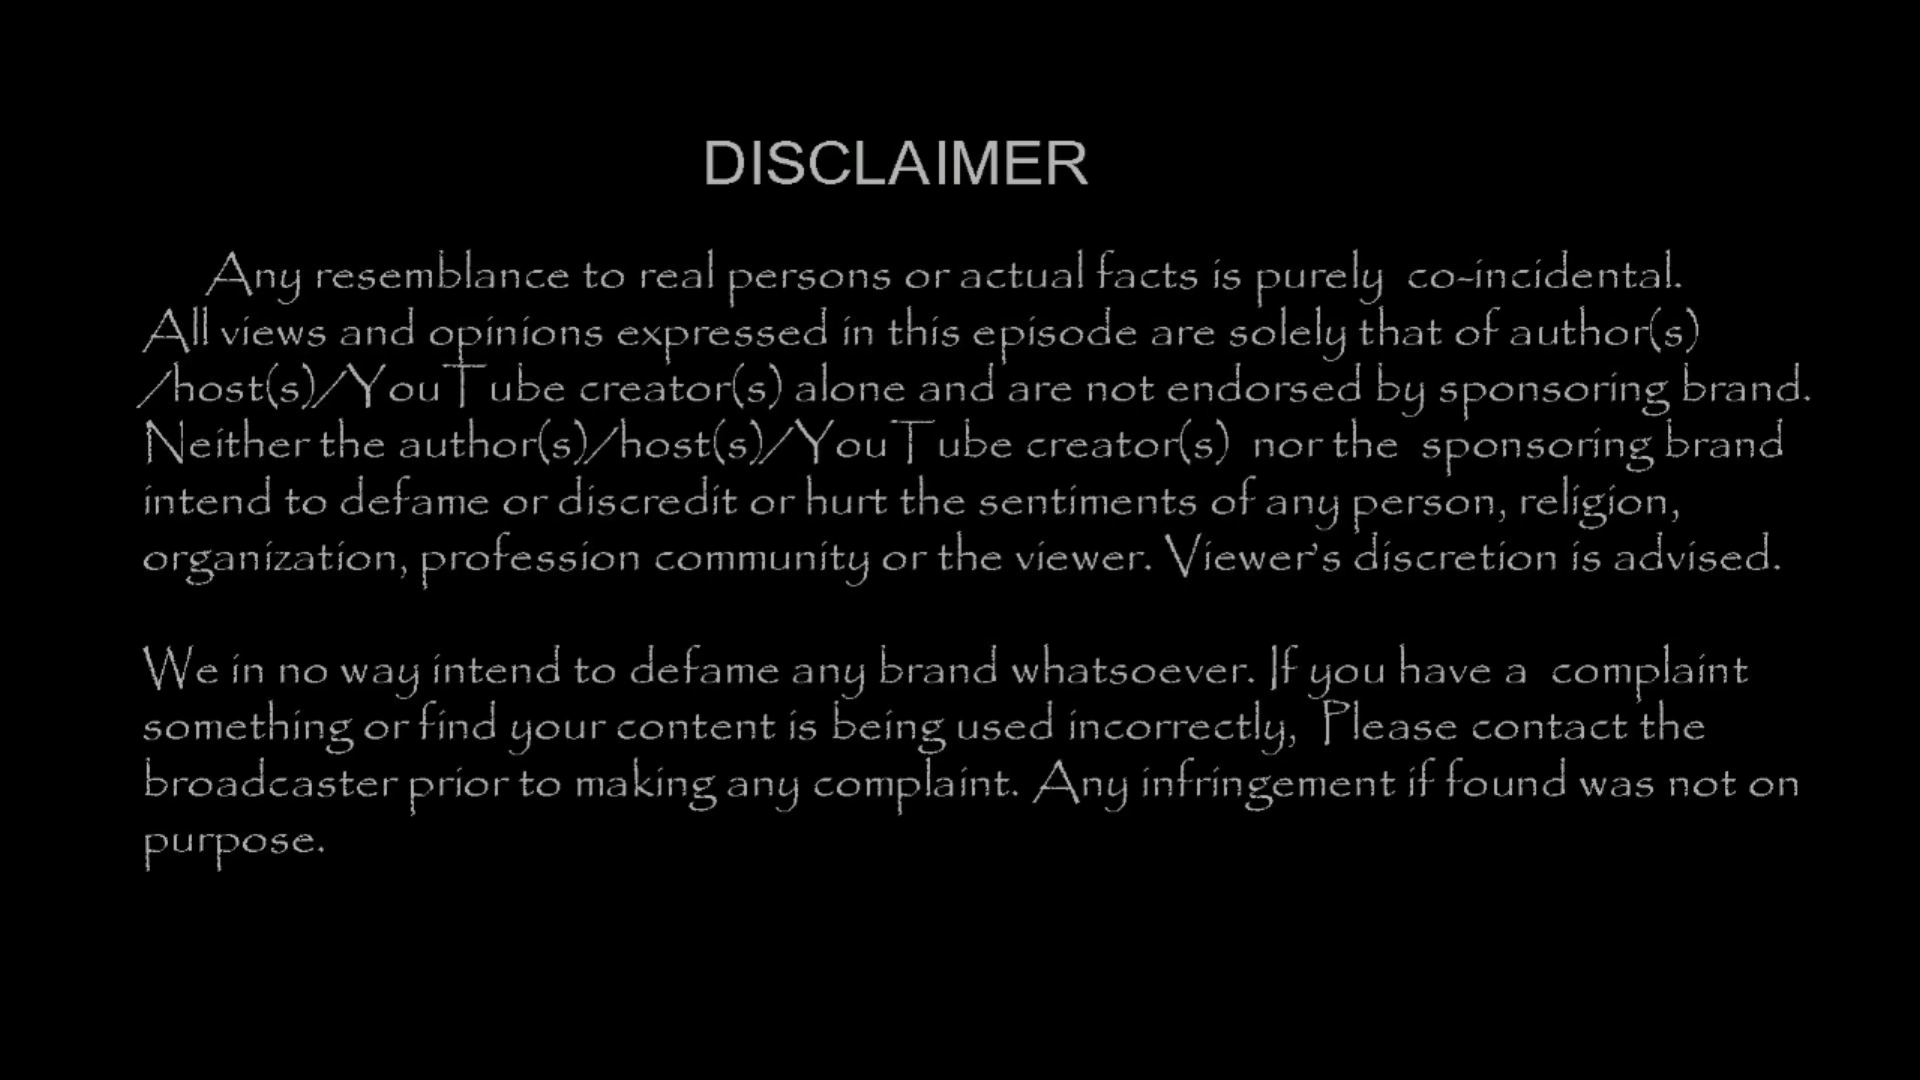 DISCLAIMER
Any resemblance to real persons or actual facts is purely co-incidental.
All views and opinions expressed in this episode are solely that of author(s)
/host(s)/YouTube creator(s) alone and are not endorsed by sponsoring brand.
Neither the author(s)/host(s)/YouTube creator(s) nor the sponsoring brand
intend to defame or discredit or hurt the sentiments of any person, religion,
organization, profession community or the viewer. Viewer's discretion is advised.
We in no way intend to defame any brand whatsoever. If you have a complaint
something or find your content is being used incorrectly, Please contact the
broadcaster prior to making any complaint. Any infringement if found was not on
purpose.